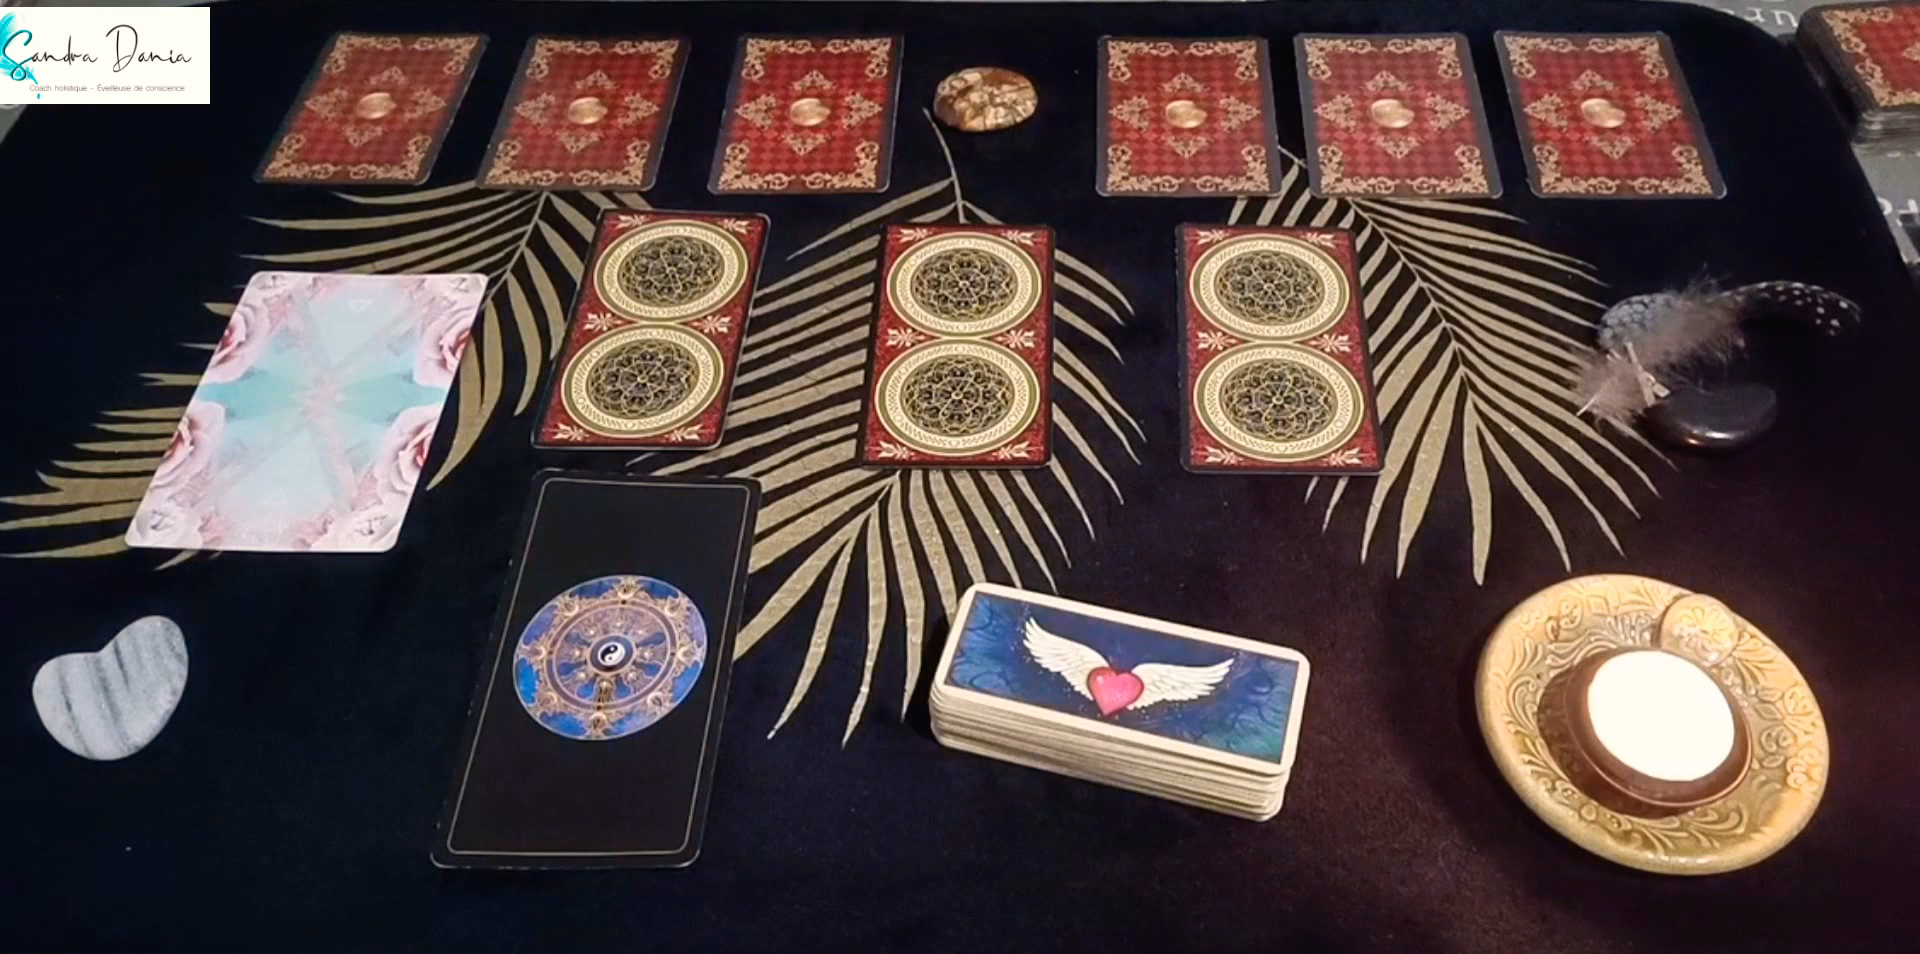 Sandra Dania
Coach holistique - Éveilleuse de conscience